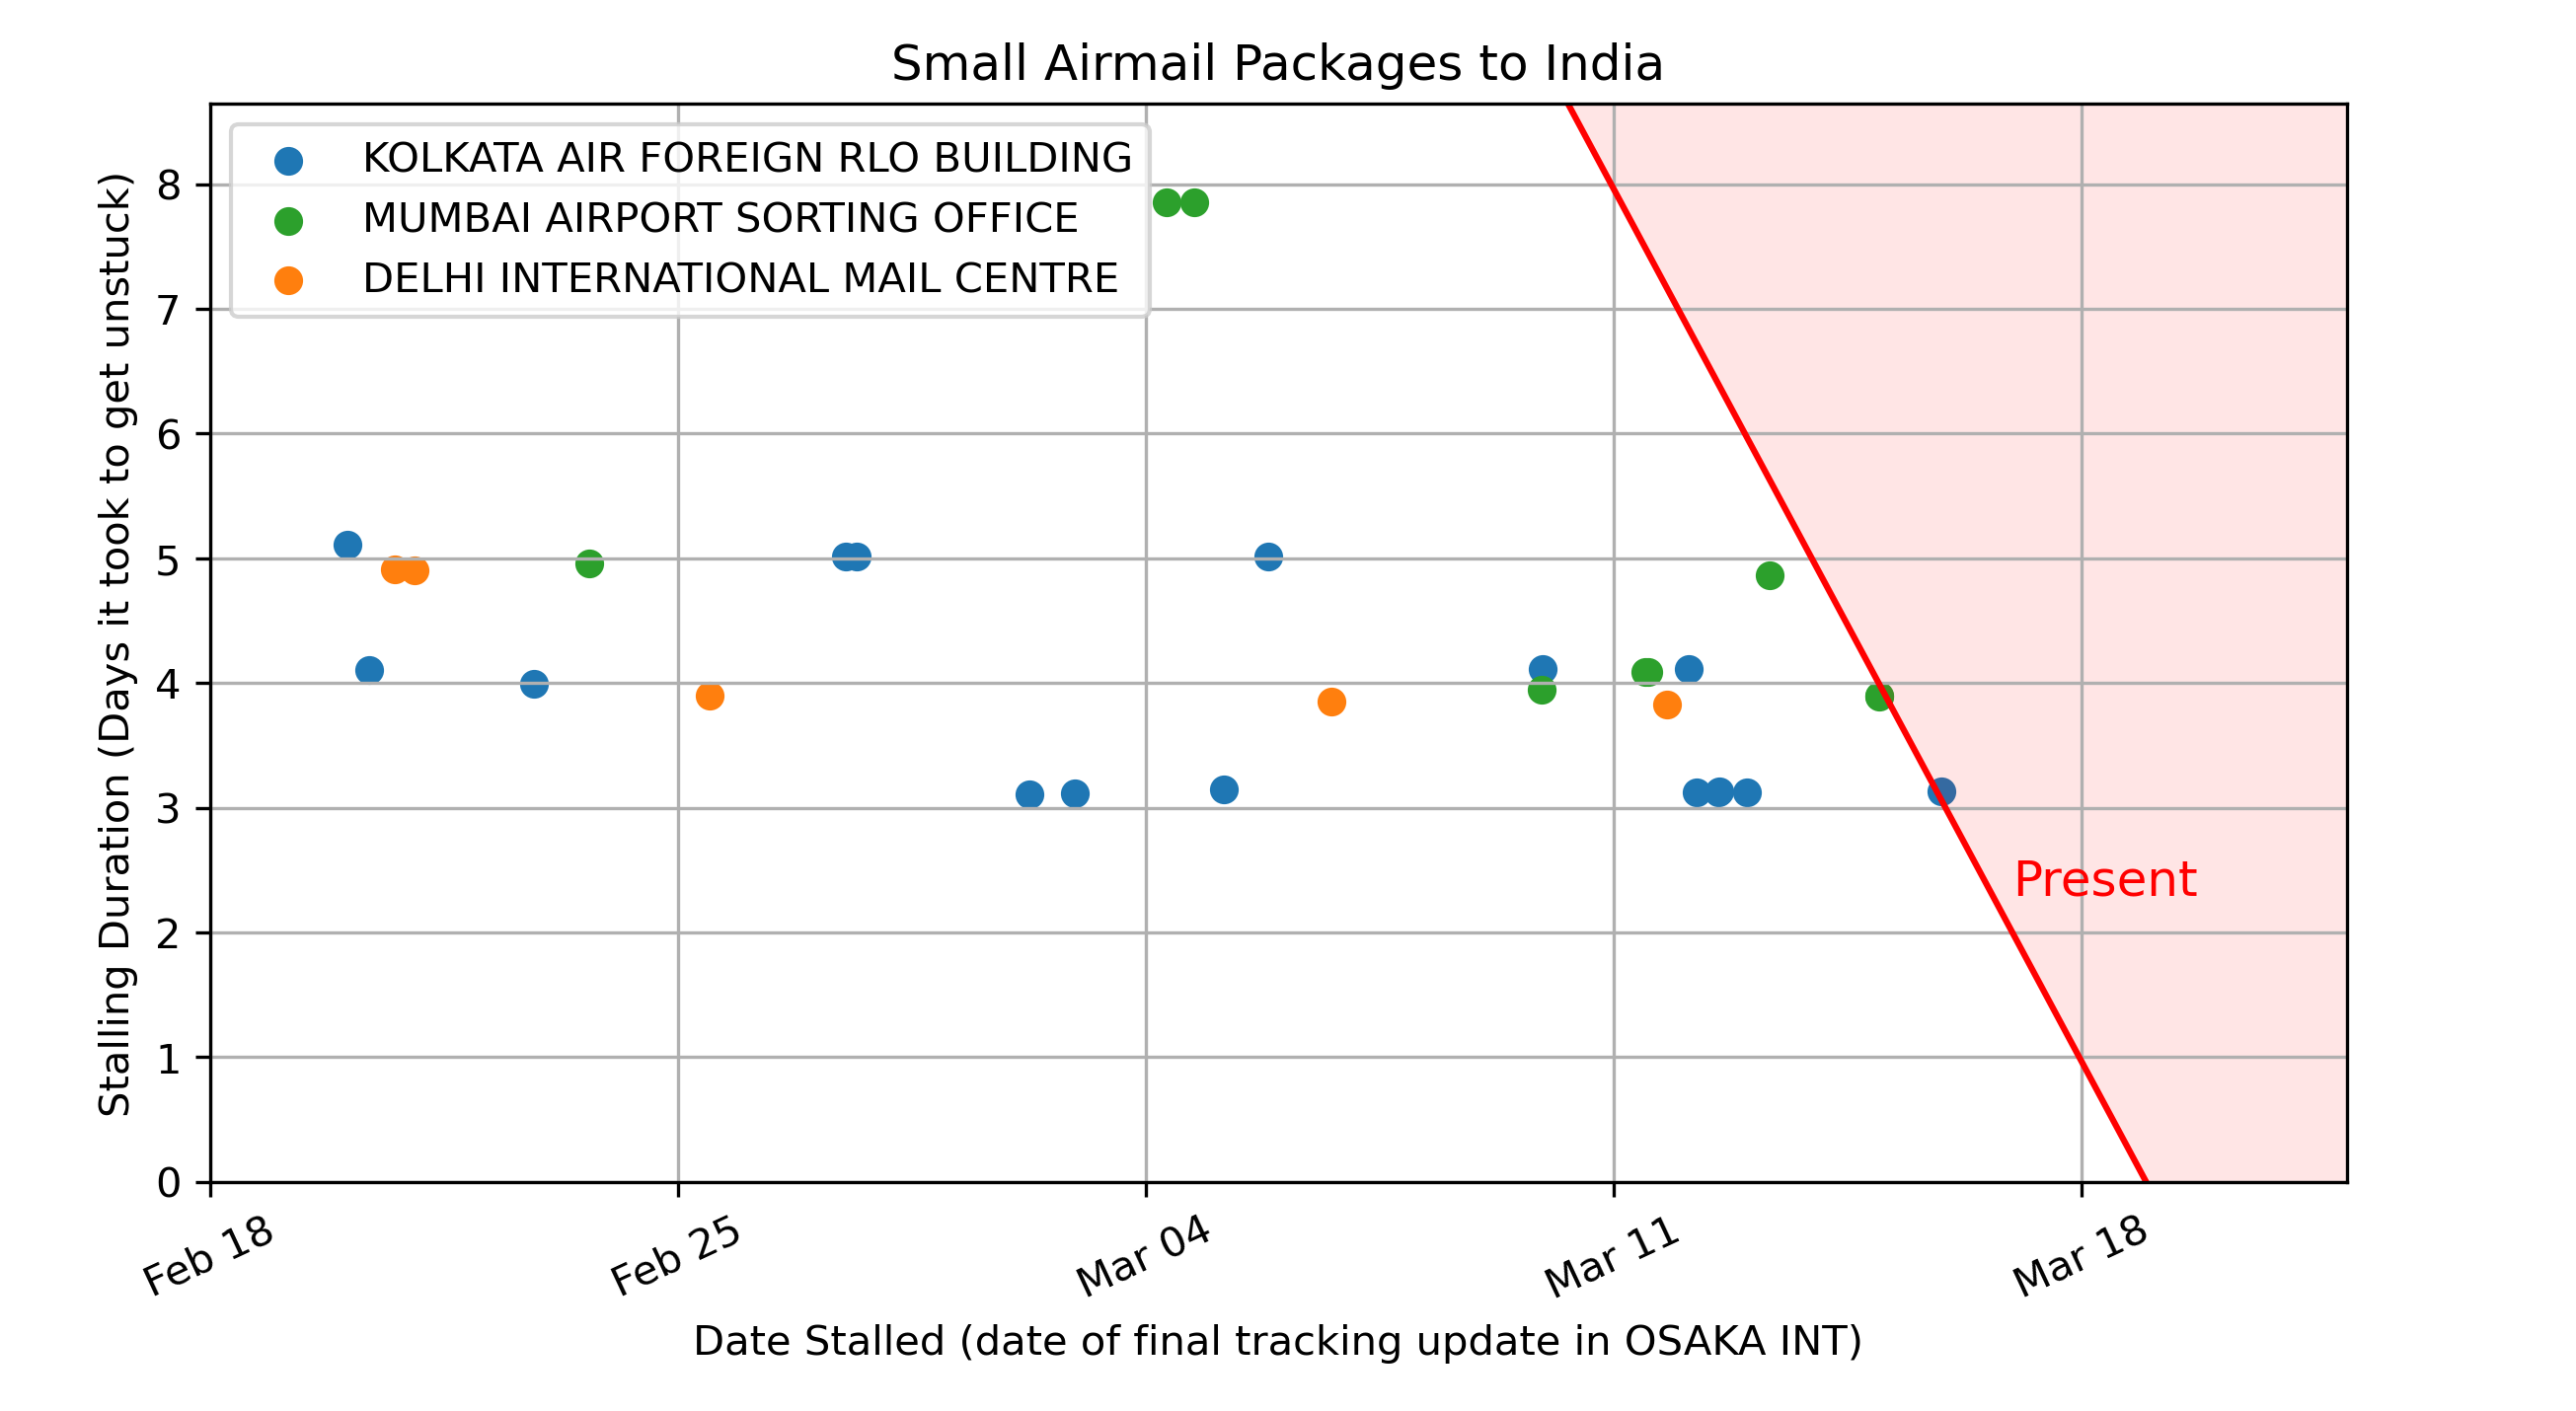 Small Airmail Packages to India
KOLKATA AIR FOREIGN RLO BUILDING
MUMBAI AIRPORT SORTING OFFICE
DELHI INTERNATIONAL MAIL CENTRE
Stalling Duration (Days it took to get unstuck)
8
7
6
5
4
3
2
1
0
Present
Feb 18
Feb 25
Mar 04
Mar 11
Mar 18
Date Stalled (date of final tracking update in OSAKA INT)